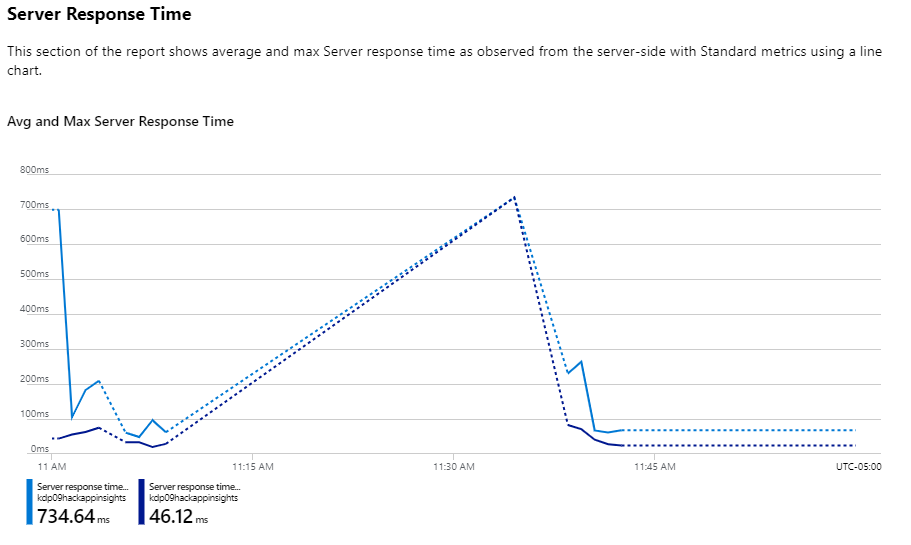 Server Response Time
This section of the report shows average and max Server response time as observed from the server-side with Standard metrics using a line
chart.
Avg and Max Server Response Time
800ms
700ms
600ms
500ms
400ms
300ms
200ms
100ms
0ms
11 AM 11:15 AM 11:30 AM 11:45 AM UTC-05:00
Server response time... Server response time...
kdp09hackappinsights kdp09hackappinsights
734.64 ms 46.12 ms